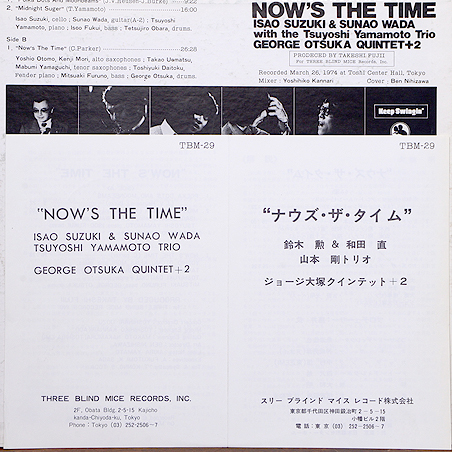 1. "Polka Dots And Moonbeams" (J.V.Heusen-J.Burke) 9:22
2. "Midnight Suger" (T.Yamamoto) 16:00
Isao Suzuki, cello ; Sunao Wada, guitar(A-2) ; Tsuyoshi
Yamamoto, piano ; Isoo Fukui, bass ; Tetsujiro Obara, drums.
Side B
1. "Now's The Time" (C.Parker) 26:28
Yoshio Otomo, Kenji Mori, alto saxophones ; Takao Uematsu,
Mabumi Yamaguchi, tenor saxophones ; Toshiyuki Daitoku,
Fender piano ; Mitsuaki Furuno, bass ; George Otsuka, drums.
NOW'S THE TIME
ISAO SUZUKI & SUNAO WADA
with the Tsuyoshi Yamamoto Trio
GEORGE OTSUKA QUINTET+2
PRODUCED BY TAKESHI FUJII
For THREE BLIND MICE Records, Inc.
Recorded March 26, 1974 at Toshi Center Hall, Tokyo
Mixer : Yoshihiko Kannari Cover : Ben Nihizawa
Keep Swingin'
TBM-29
"NOW'S THE TIME"
ISAO SUZUKI & SUNAO WADA
TSUYOSHI YAMAMOTO TRIO
GEORGE OTSUKA QUINTET+2
THREE BLIND MICE RECORDS, INC.
2F, Obata Bldg. 2-5-15 Kajicho
kanda-Chiyoda-ku, Tokyo
Phone : Tokyo (03) 252-2506~7
TBM-29
"ナウズ・ザ・タイム"
鈴木 勲 & 和田 直
山本 剛トリオ
ジョージ大塚クインテット+2
スリー ブラインド マイス レコード株式会社
東京都千代田区神田鍛冶町2-5-15
小幡ビル2階
電話:東京(03)252-2506~7